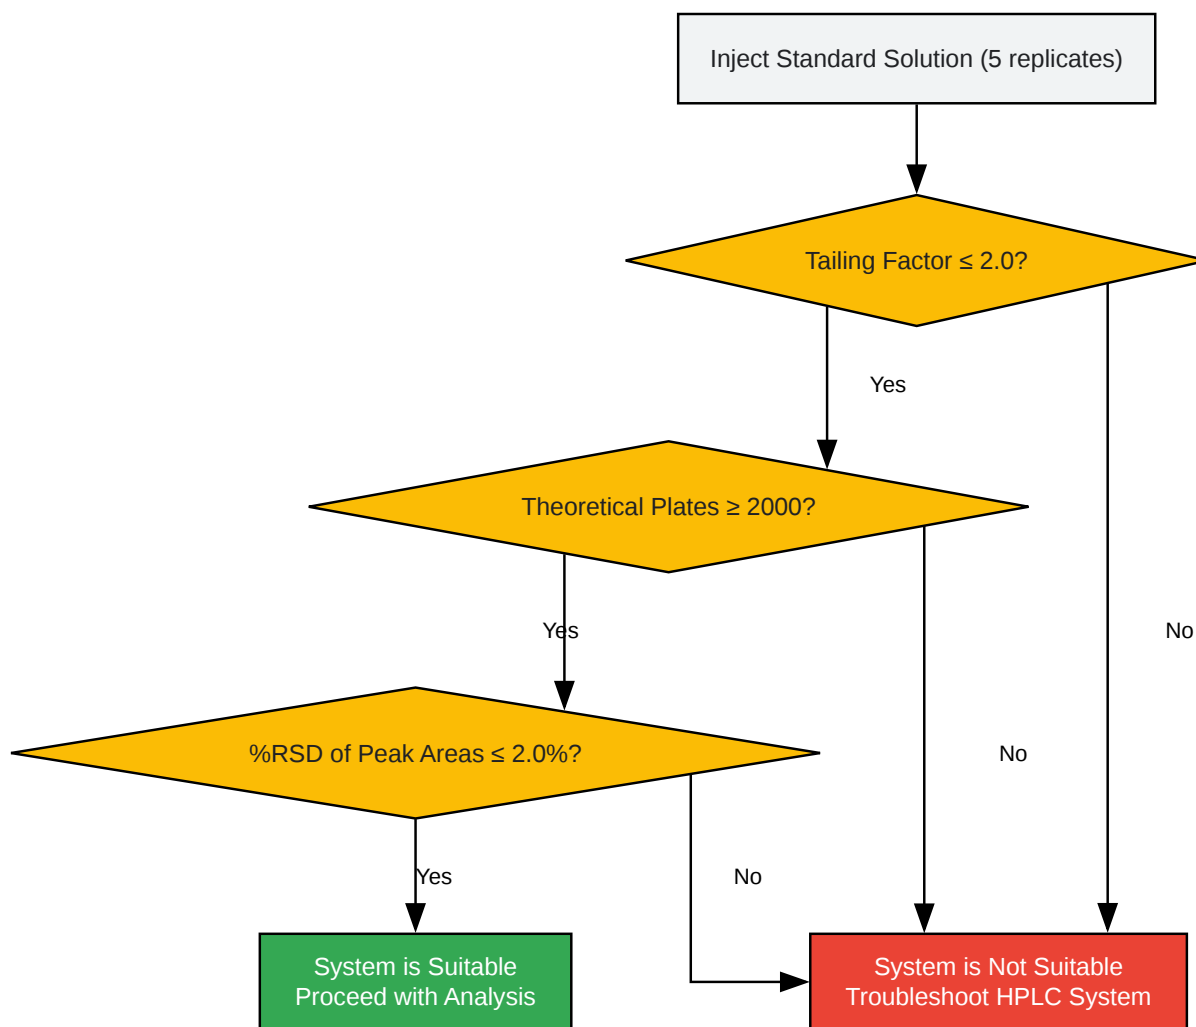 Inject Standard Solution (5 replicates)
Tailing Factor ≤ 2.0?
Yes
Theoretical Plates ≥ 2000?
Yes
No
%RSD of Peak Areas ≤ 2.0%?
No
Yes
No
System is Suitable
Proceed with Analysis
System is Not Suitable
Troubleshoot HPLC System